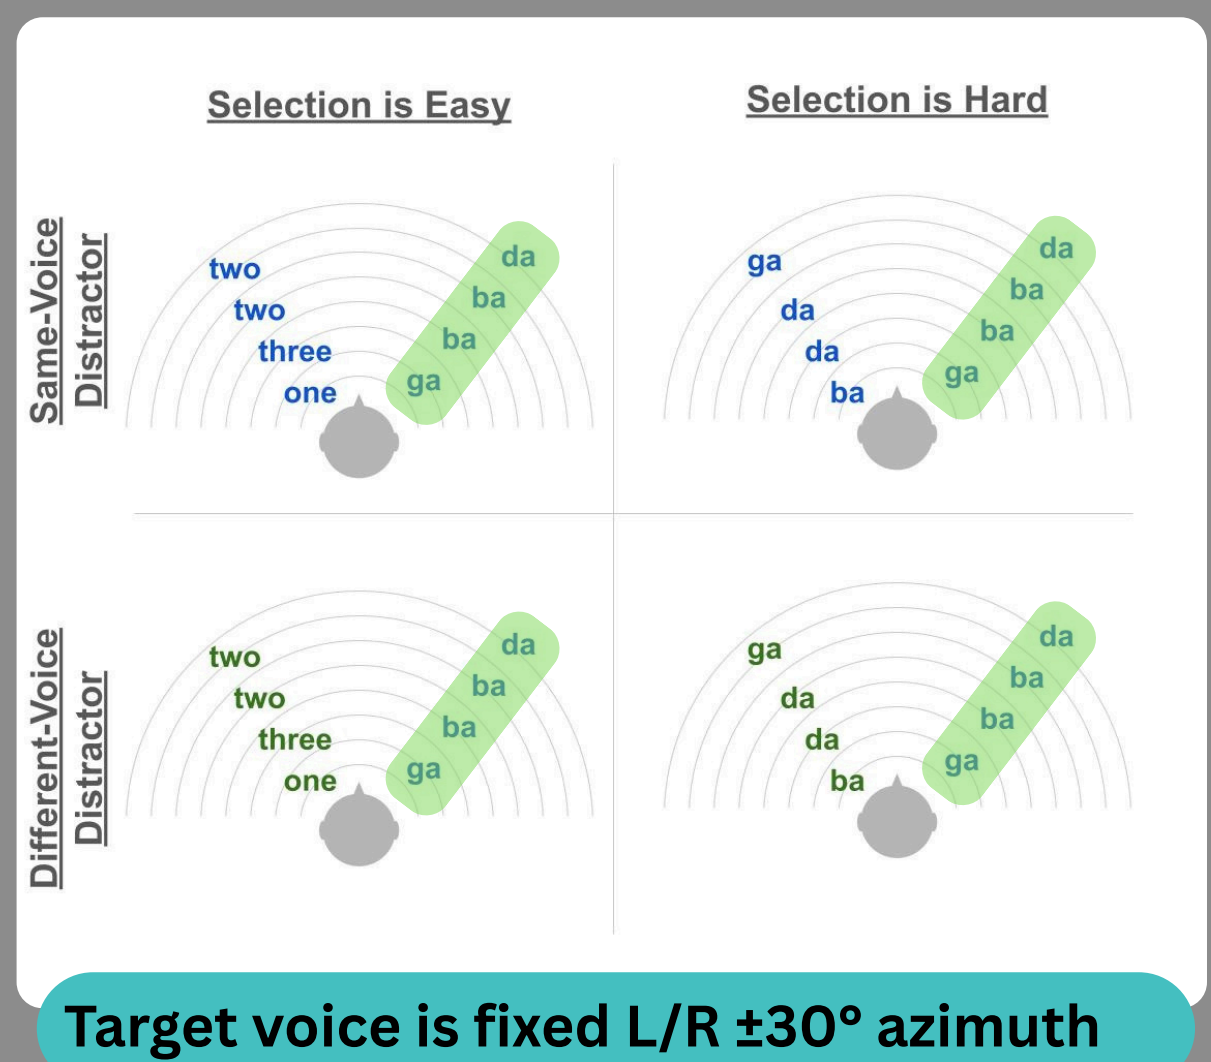 Selection is Easy
Selection is Hard
Same-Voice
Distractor
two
two
three
one
da
ba
ba
ga
ga
da
da
ba
da
ba
ba
ga
Different-Voice
Distractor
two
two
three
one
da
ba
ba
ga
ga
da
da
ba
da
ba
ba
ga
Target voice is fixed L/R ±30° azimuth